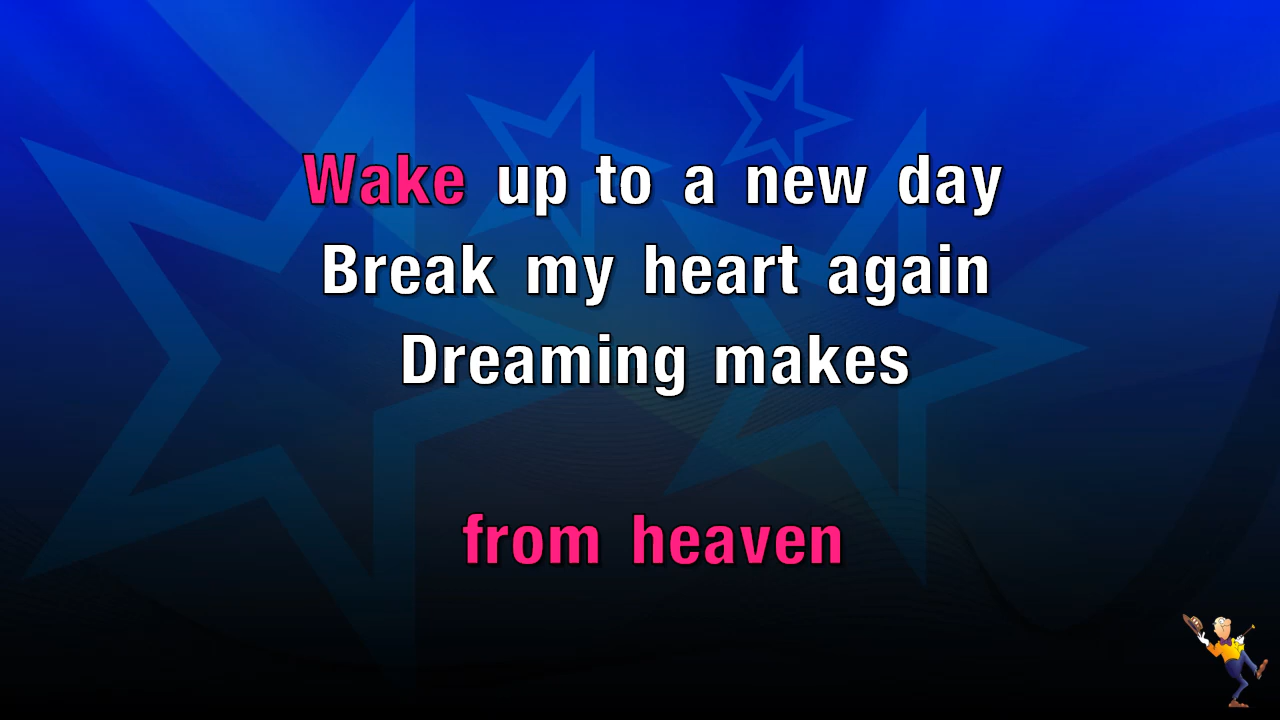 Wake up to a new day
Break my heart again
Dreaming makes
from heaven